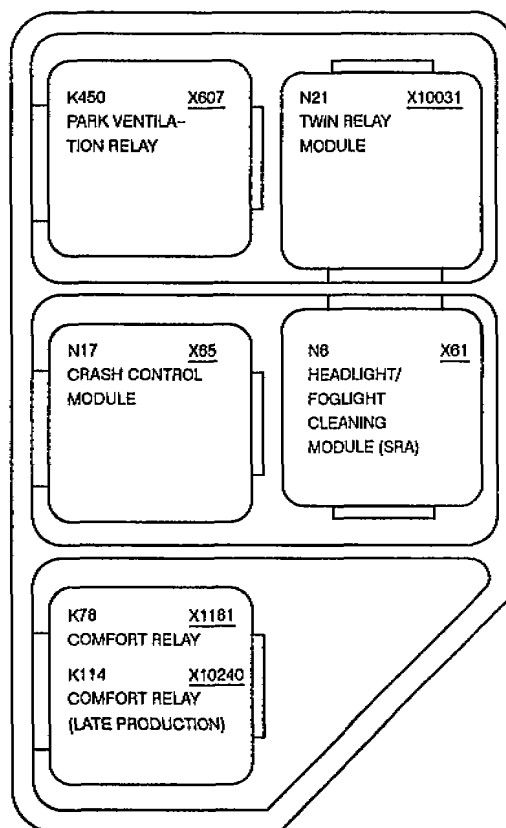 K450 X607
PARK VENTILA-
TION RELAY
N21 X10031
TWIN RELAY
MODULE
N17 X65
CRASH CONTROL
MODULE
N6 X61
HEADLIGHT/
FOGLIGHT
CLEANING
MODULE (SRA)
K78 X1181
COMFORT RELAY
K114 X10240
COMFORT RELAY
(LATE PRODUCTION)